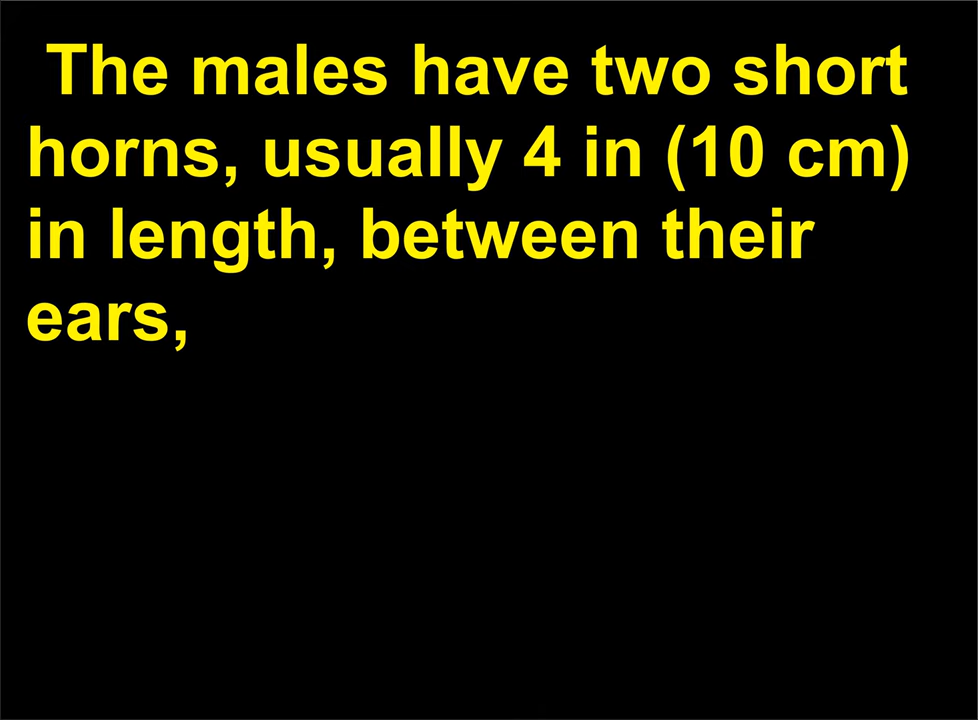 The males have two short
horns, usually 4 in (10 cm)
in length, between their
ears,